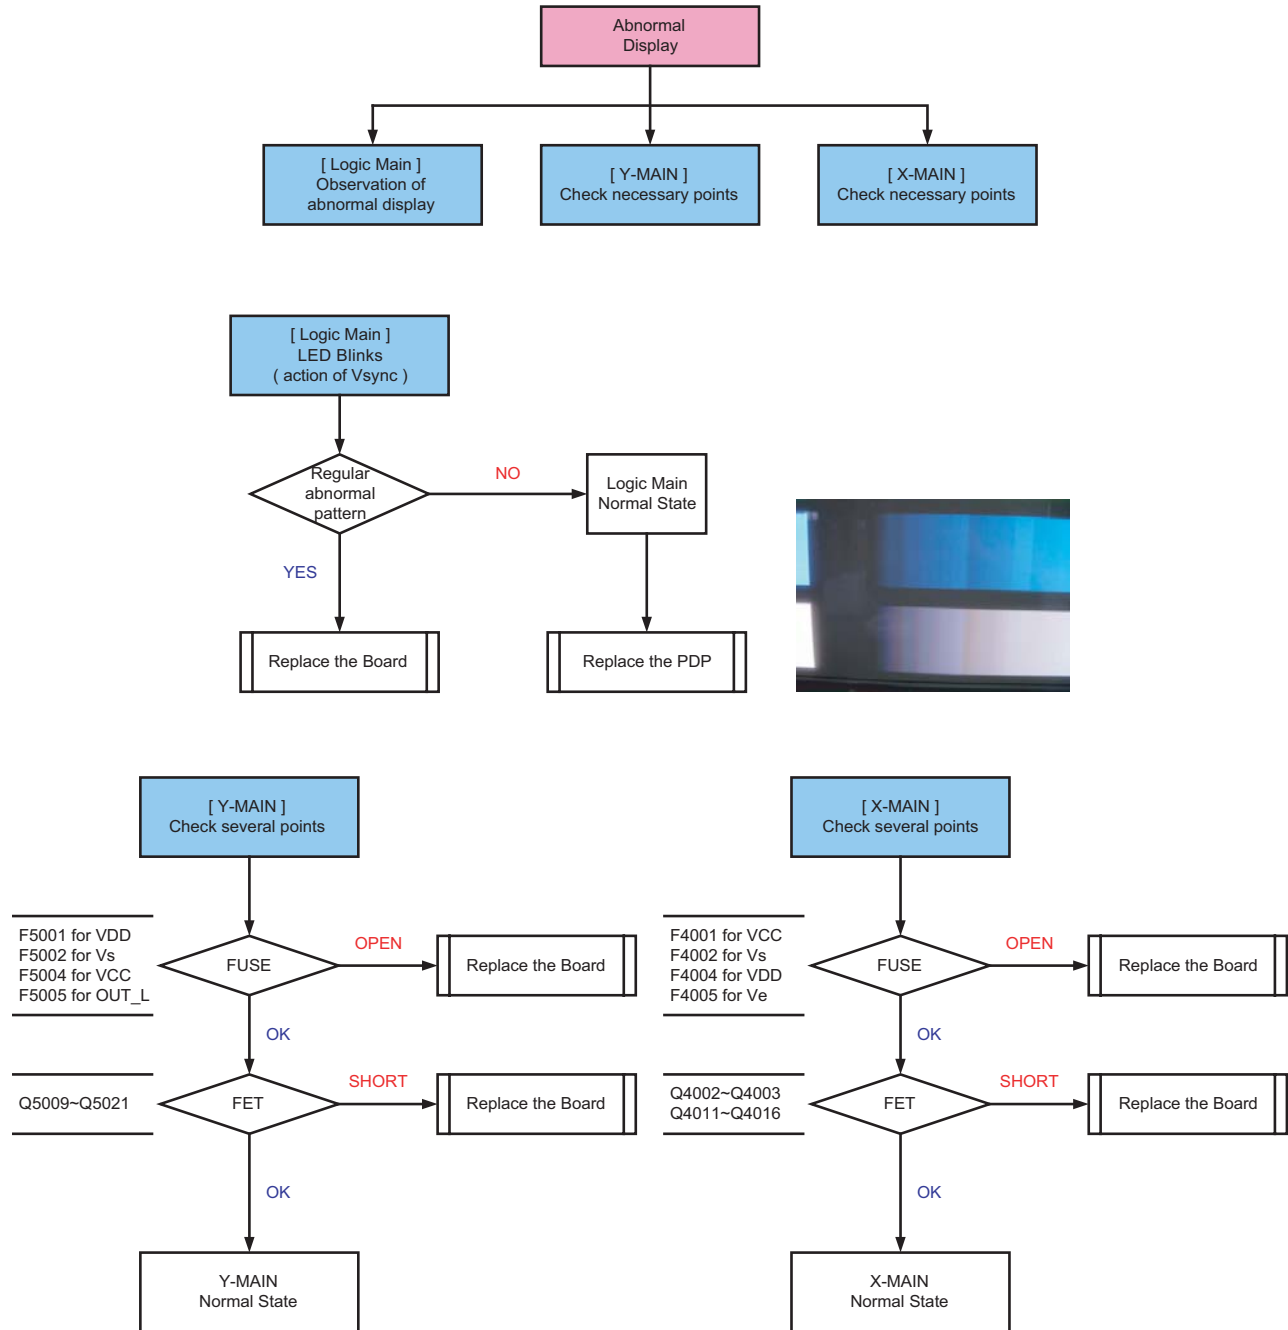 Abnormal
Display
[ Logic Main ]
Observation of
abnormal display
[ Y-MAIN ]
Check necessary points
[ X-MAIN ]
Check necessary points
[ Logic Main ]
LED Blinks
( action of Vsync )
Regular
abnormal
pattern
NO
Logic Main
Normal State
YES
Replace the Board
Replace the PDP
[ Y-MAIN ]
Check several points
F5001 for VDD
F5002 for Vs
F5004 for VCC
F5005 for OUT_L
FUSE
OPEN
Replace the Board
OK
Q5009~Q5021
FET
SHORT
Replace the Board
OK
Y-MAIN
Normal State
[ X-MAIN ]
Check several points
F4001 for VCC
F4002 for Vs
F4004 for VDD
F4005 for Ve
FUSE
OPEN
Replace the Board
OK
Q4002~Q4003
Q4011~Q4016
FET
SHORT
Replace the Board
OK
X-MAIN
Normal State